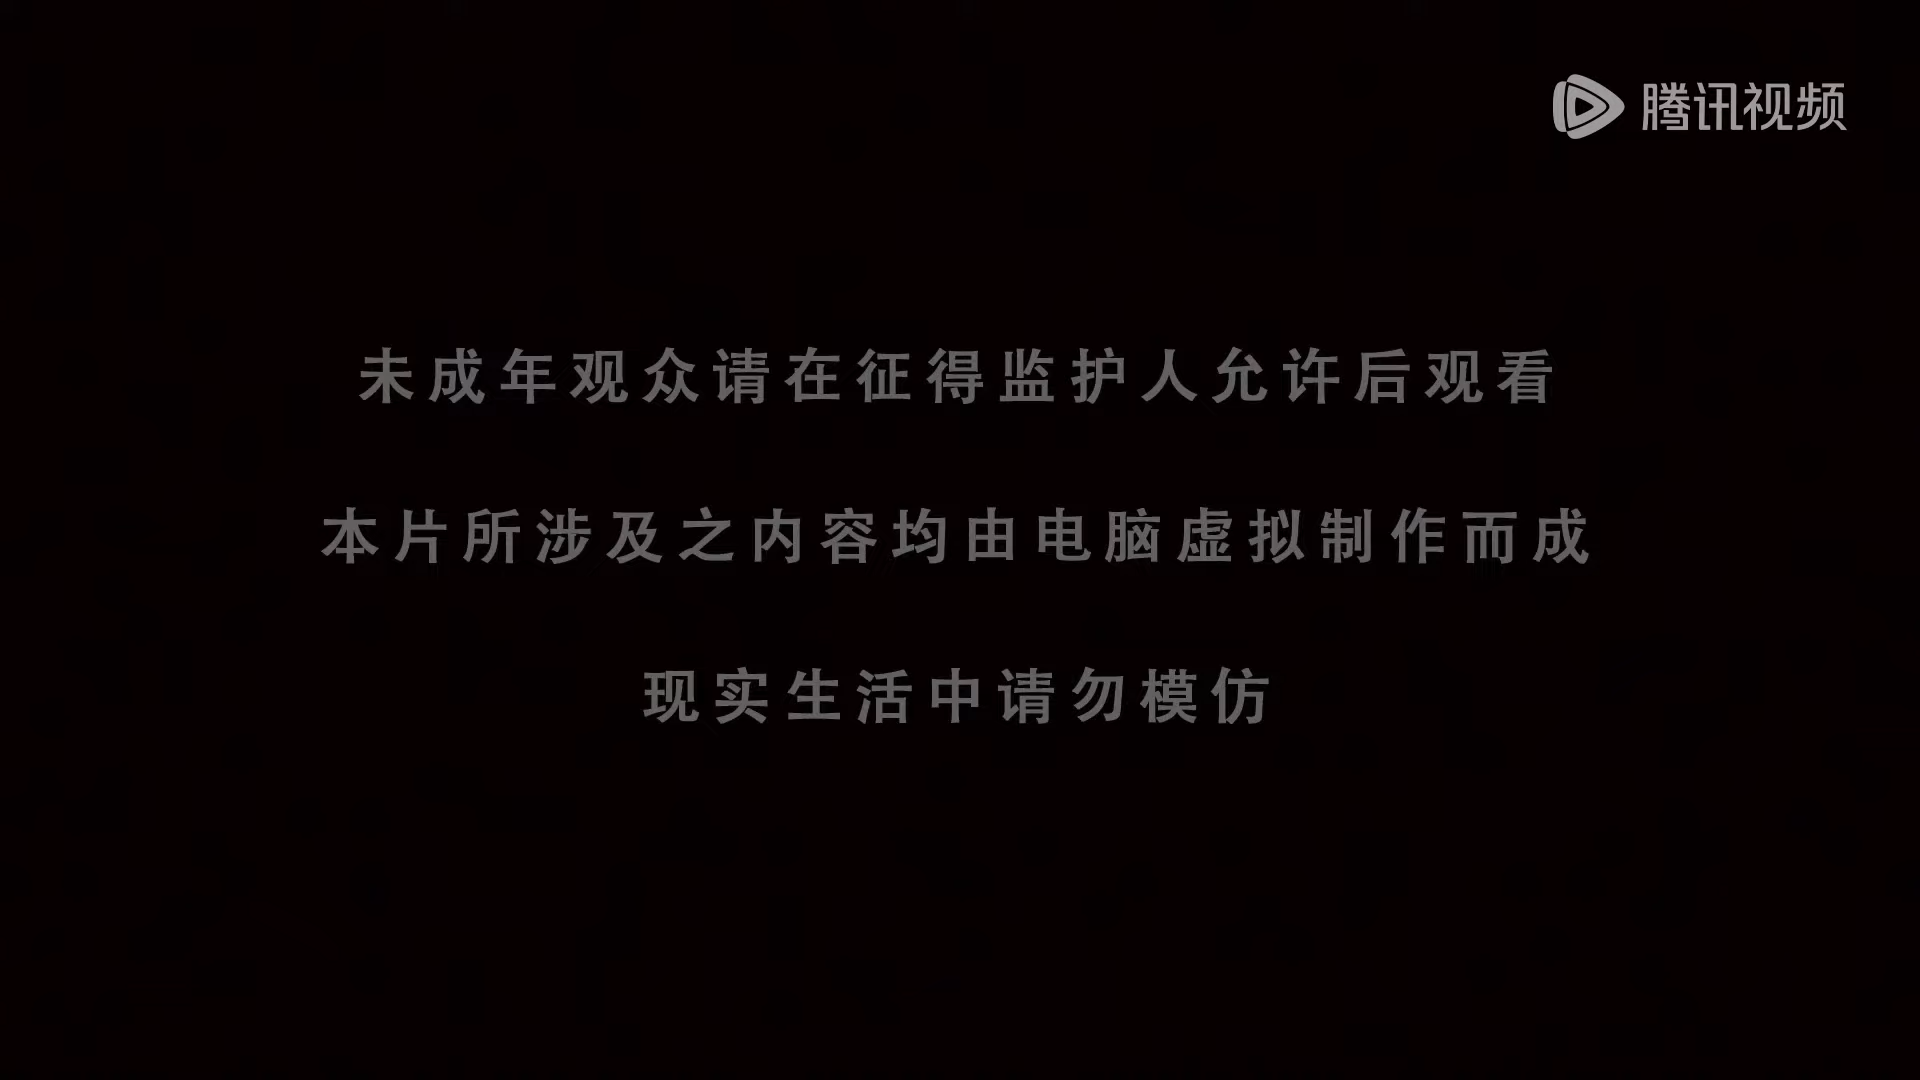 腾讯视频
未成年观众请在征得监护人允许后观看
本片所涉及之内容均由电脑虚拟制作而成
现实生活中请勿模仿